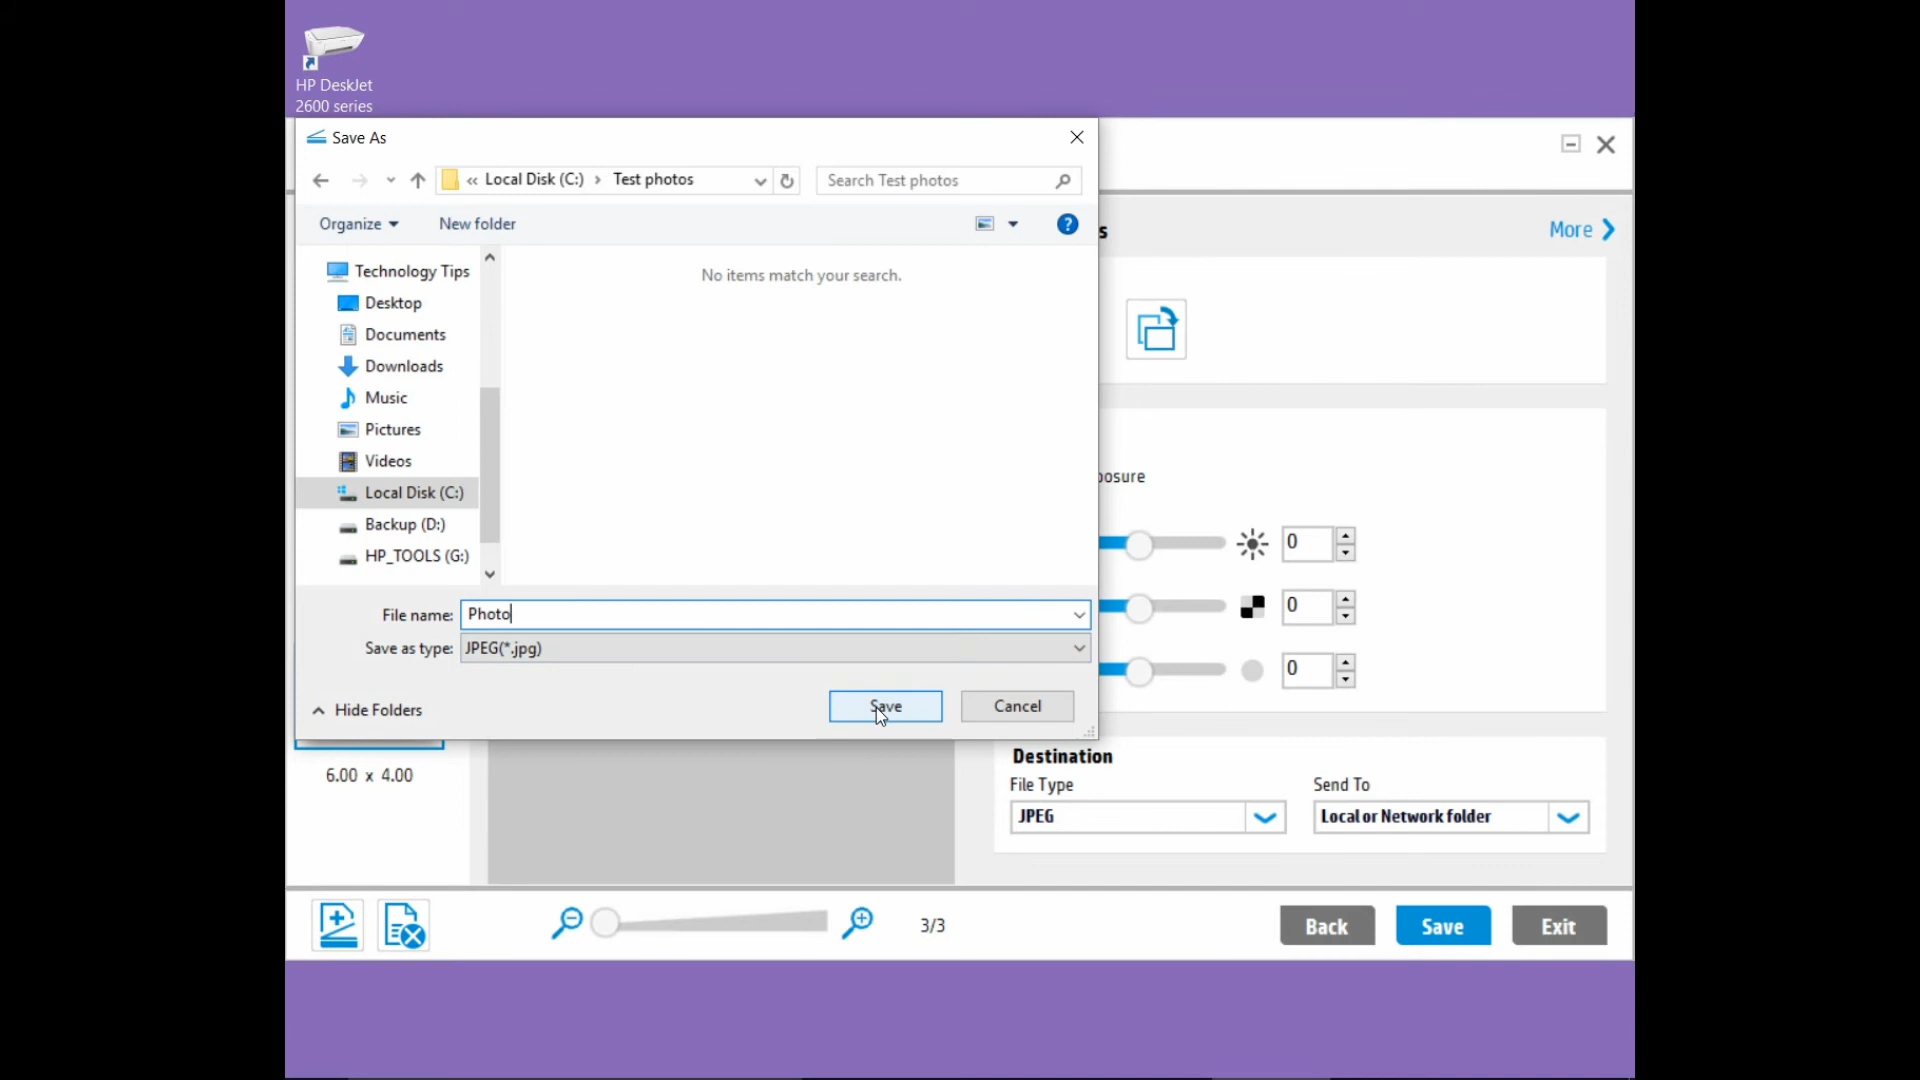 HP DeskJet
2600 series
Save As
« Local Disk (C:) › Test photos
Search Test photos
Organize
New folder
?
s
More
Technology Tips
Desktop
Documents
Downloads
Music
Pictures
Videos
Local Disk (C:)
Backup (D:)
HP_TOOLS (G:)
No items match your search.
posure
0
0
0
File name: Photo
Save as type: JPEG(*.jpg)
Hide Folders
Save
Cancel
6.00 x 4.00
Destination
File Type
Send To
JPEG
Local or Network folder
3/3
Back
Save
Exit